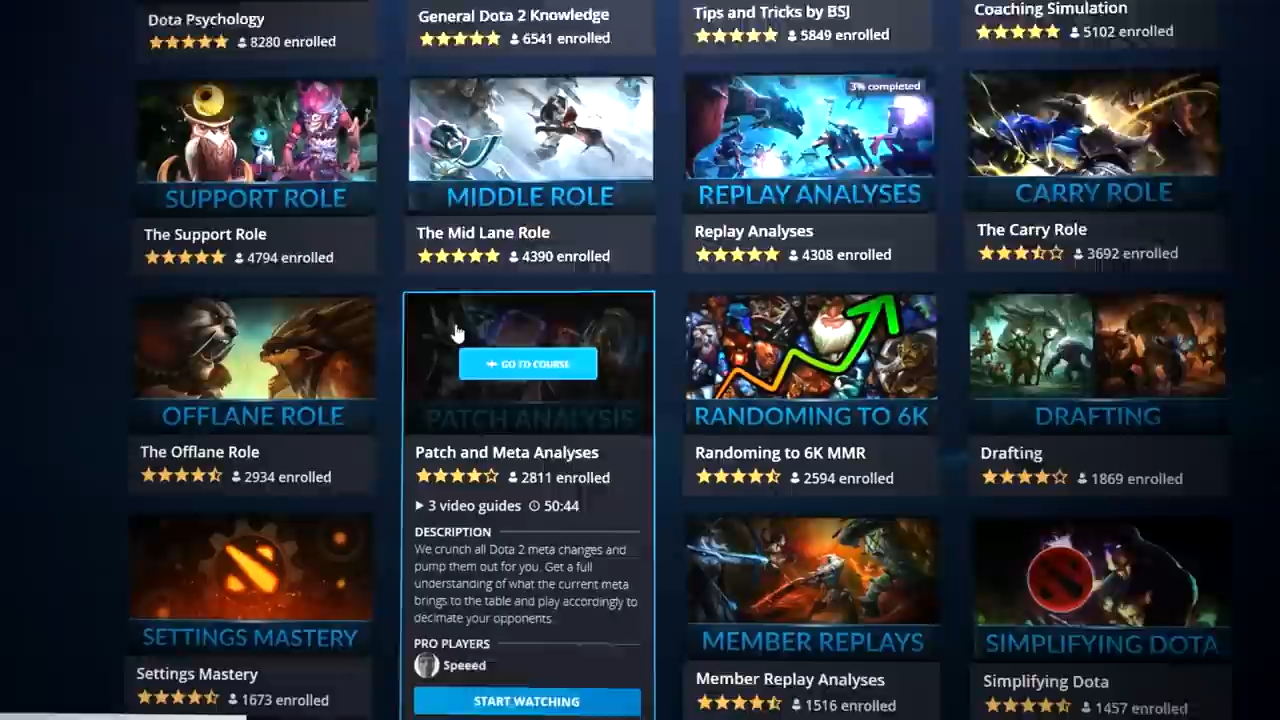 Dota Psychology
8280 enrolled
General Dota 2 Knowledge
6541 enrolled
Tips and Tricks by BSJ
5849 enrolled
Coaching Simulation
5102 enrolled
SUPPORT ROLE
The Support Role
4794 enrolled
MIDDLE ROLE
The Mid Lane Role
4390 enrolled
3% completed
REPLAY ANALYSES
Replay Analyses
4308 enrolled
CARRY ROLE
The Carry Role
3692 enrolled
OFFLANE ROLE
The Offlane Role
2934 enrolled
GO TO COURSE
PATCH ANALYSIS
Patch and Meta Analyses
2811 enrolled
3 video guides 50:44
DESCRIPTION
We crunch all Dota 2 meta changes and
pump them out for you. Get a full
understanding of what the current meta
brings to the table and play accordingly to
decimate your opponents.
PRO PLAYERS
Speeed
START WATCHING
RANDOMING TO 6K
Randoming to 6K MMR
2594 enrolled
DRAFTING
Drafting
1869 enrolled
SETTINGS MASTERY
Settings Mastery
1673 enrolled
MEMBER REPLAYS
Member Replay Analyses
1516 enrolled
SIMPLIFYING DOTA
Simplifying Dota
1457 enrolled